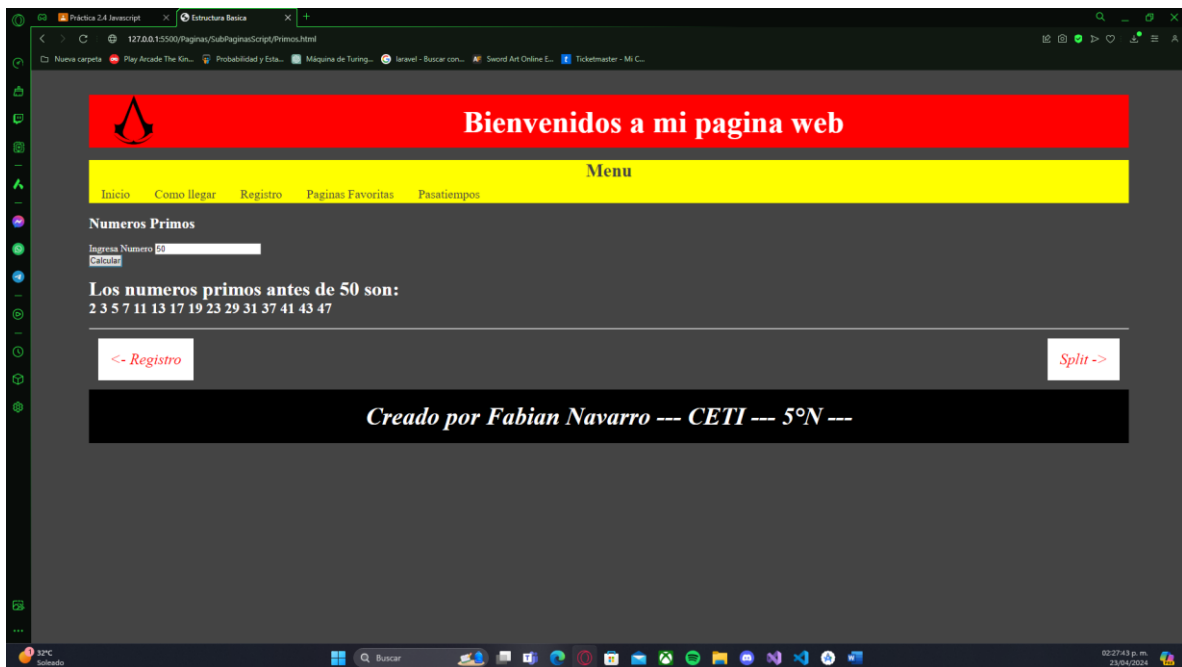 Práctica 2.4 Javascript
Estructura Basica
127.0.0.1:5500/Paginas/SubPaginasScript/Primos.html
Nueva carpeta Play Arcade The Kin... Probabilidad y Esta... Máquina de Turing... laravel - Buscar con... Sword Art Online E... Ticketmaster - Mi C...
Bienvenidos a mi pagina web
Menu
Inicio Como llegar Registro Paginas Favoritas Pasatiempos
Numeros Primos
Ingresa Numero 50
Calcular
Los numeros primos antes de 50 son:
2 3 5 7 11 13 17 19 23 29 31 37 41 43 47
<- Registro
Split ->
Creado por Fabian Navarro --- CETI --- 5°N ---
1
32°C
Soleado
Buscar
02:27:43 p. m.
23/04/2024